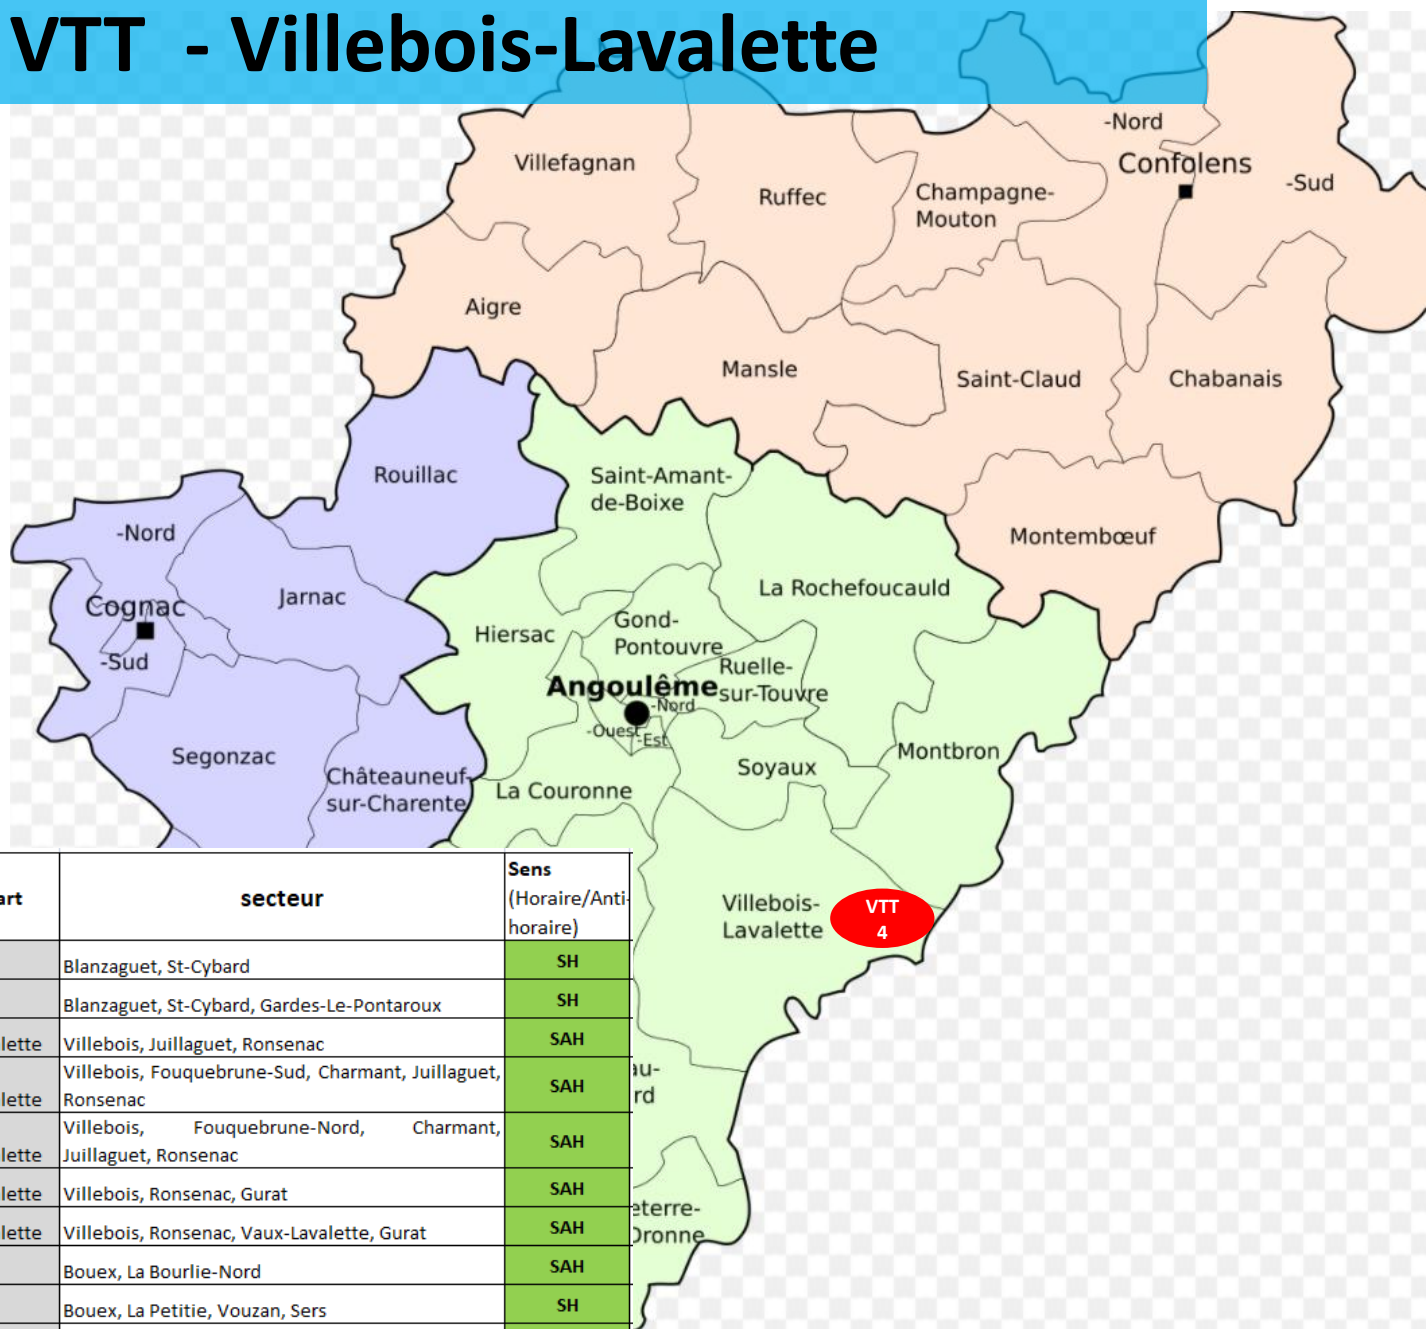 VTT - Villebois-Lavalette
-Nord
Confolens
-Sud
Villefagnan
Ruffec
Champagne-
Mouton
Aigre
Mansle
Saint-Claud
Chabanais
Rouillac
Saint-Amant-
de-Boixe
Montembœuf
-Nord
Cognac
-Sud
Jarnac
La Rochefoucauld
Hiersac
Gond-
Pontouvre
Ruelle-
sur-Touvre
Angoulême
-Nord
-Ouest
-Est
Segonzac
Châteauneuf-
sur-Charente
La Couronne
Soyaux
Montbron
Villebois-
Lavalette
VTT
4
au-
rd
eterre-
Dronne
art
secteur
Sens
(Horaire/Anti-
horaire)
Blanzaguet, St-Cybard
SH
Blanzaguet, St-Cybard, Gardes-Le-Pontaroux
SH
lette
Villebois, Juillaguet, Ronsenac
SAH
Villebois, Fouquebrune-Sud, Charmant, Juillaguet,
lette
Ronsenac
SAH
Villebois, Fouquebrune-Nord, Charmant,
lette
Juillaguet, Ronsenac
SAH
lette
Villebois, Ronsenac, Gurat
SAH
lette
Villebois, Ronsenac, Vaux-Lavalette, Gurat
SAH
Bouex, La Bourlie-Nord
SAH
Bouex, La Petitie, Vouzan, Sers
SH